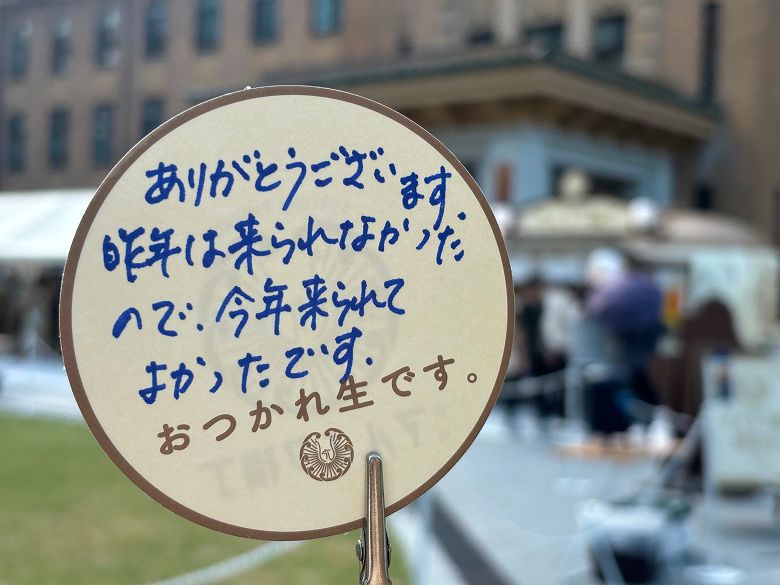 ありがとうございます
昨年は来られなかった
ので、今年来られて
よかったです.
おつかれ生です。